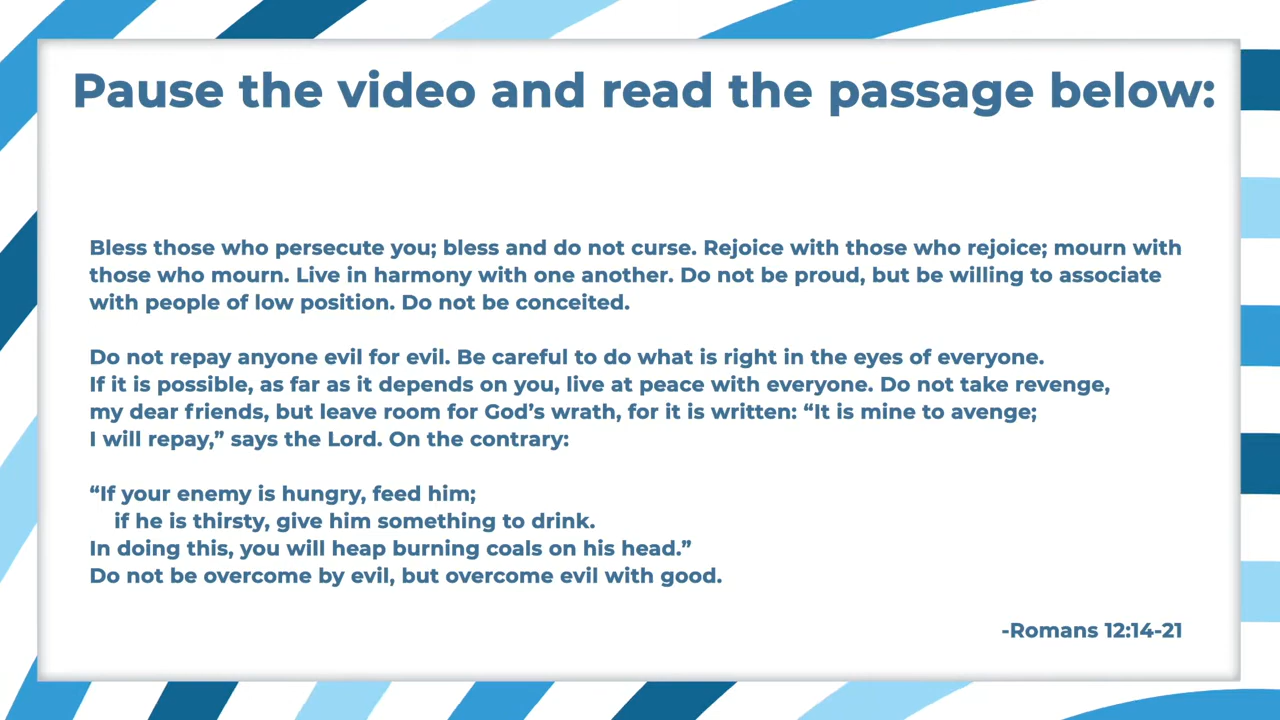 Pause the video and read the passage below:
Bless those who persecute you; bless and do not curse. Rejoice with those who rejoice; mourn with
those who mourn. Live in harmony with one another. Do not be proud, but be willing to associate
with people of low position. Do not be conceited.
Do not repay anyone evil for evil. Be careful to do what is right in the eyes of everyone.
If it is possible, as far as it depends on you, live at peace with everyone. Do not take revenge,
my dear friends, but leave room for God’s wrath, for it is written: “It is mine to avenge;
I will repay,” says the Lord. On the contrary:
“If your enemy is hungry, feed him;
if he is thirsty, give him something to drink.
In doing this, you will heap burning coals on his head.”
Do not be overcome by evil, but overcome evil with good.
-Romans 12:14-21